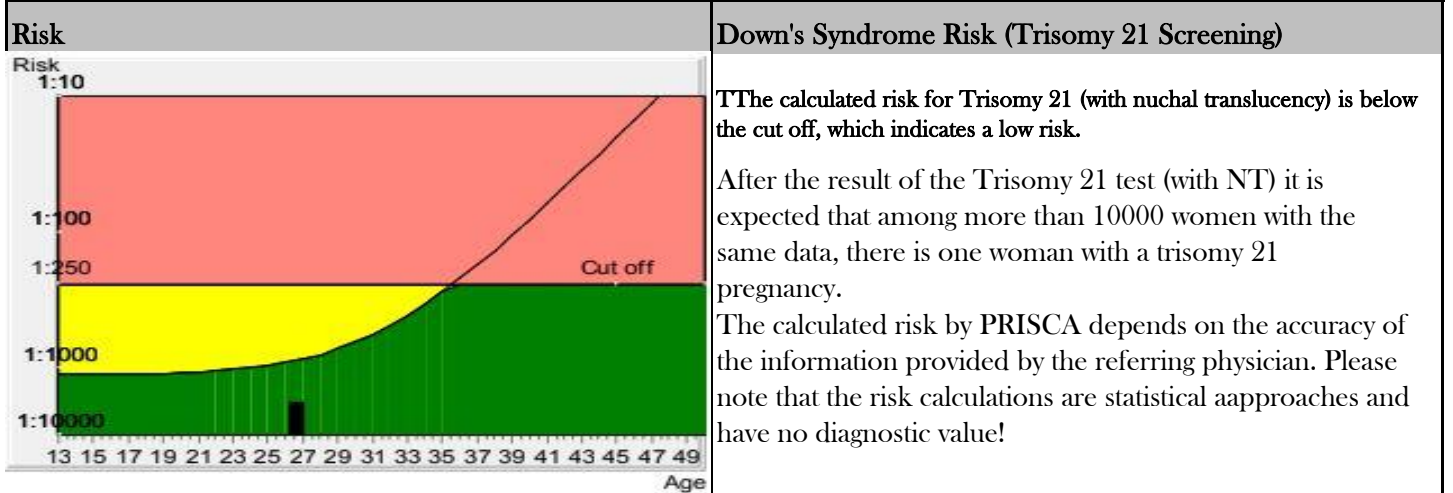 Risk
Down's Syndrome Risk (Trisomy 21 Screening)
Risk
1:10
1:100
1:250
Cut off
1:1000
1:10000
13 15 17 19 21 23 25 27 29 31 33 35 37 39 41 43 45 47 49
Age
TThe calculated risk for Trisomy 21 (with nuchal translucency) is below
the cut off, which indicates a low risk.
After the result of the Trisomy 21 test (with NT) it is
expected that among more than 10000 women with the
same data, there is one woman with a trisomy 21
pregnancy.
The calculated risk by PRISCA depends on the accuracy of
the information provided by the referring physician. Please
note that the risk calculations are statistical aapproaches and
have no diagnostic value!